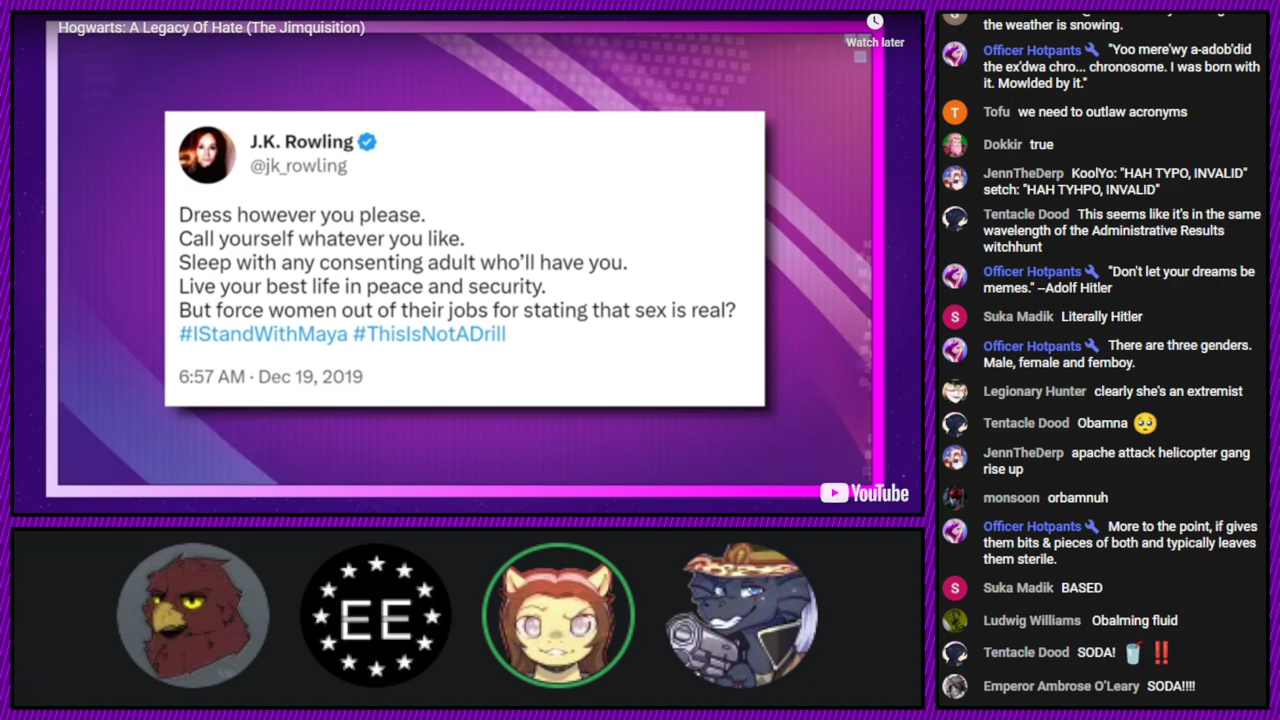 Hogwarts: A Legacy Of Hate (The Jimquisition)
Watch later
J.K. Rowling
@jk_rowling
Dress however you please.
Call yourself whatever you like.
Sleep with any consenting adult who'll have you.
Live your best life in peace and security.
But force women out of their jobs for stating that sex is real?
#IStandWithMaya #ThisIsNotADrill
6:57 AM · Dec 19, 2019
YouTube
EE
the weather is snowing.
Officer Hotpants "Yoo mere'wy a-adob'did
the ex'dwa chro... chronosome. I was born with
it. Mowlded by it."
T
Tofu we need to outlaw acronyms
Dokkir true
JennTheDerp KoolYo: "HAH TYPO, INVALID"
setch: "HAH TYHPO, INVALID"
Tentacle Dood This seems like it's in the same
wavelength of the Administrative Results
witchhunt
Officer Hotpants "Don't let your dreams be
memes." --Adolf Hitler
S
Suka Madik Literally Hitler
Officer Hotpants There are three genders.
Male, female and femboy.
Legionary Hunter clearly she's an extremist
Tentacle Dood Obamna 🥺
JennTheDerp apache attack helicopter gang
rise up
monsoon orbamnuh
Officer Hotpants More to the point, if gives
them bits & pieces of both and typically leaves
them sterile.
S
Suka Madik BASED
Ludwig Williams Obalming fluid
Tentacle Dood SODA! 🥤 ‼️
Emperor Ambrose O'Leary SODA!!!!